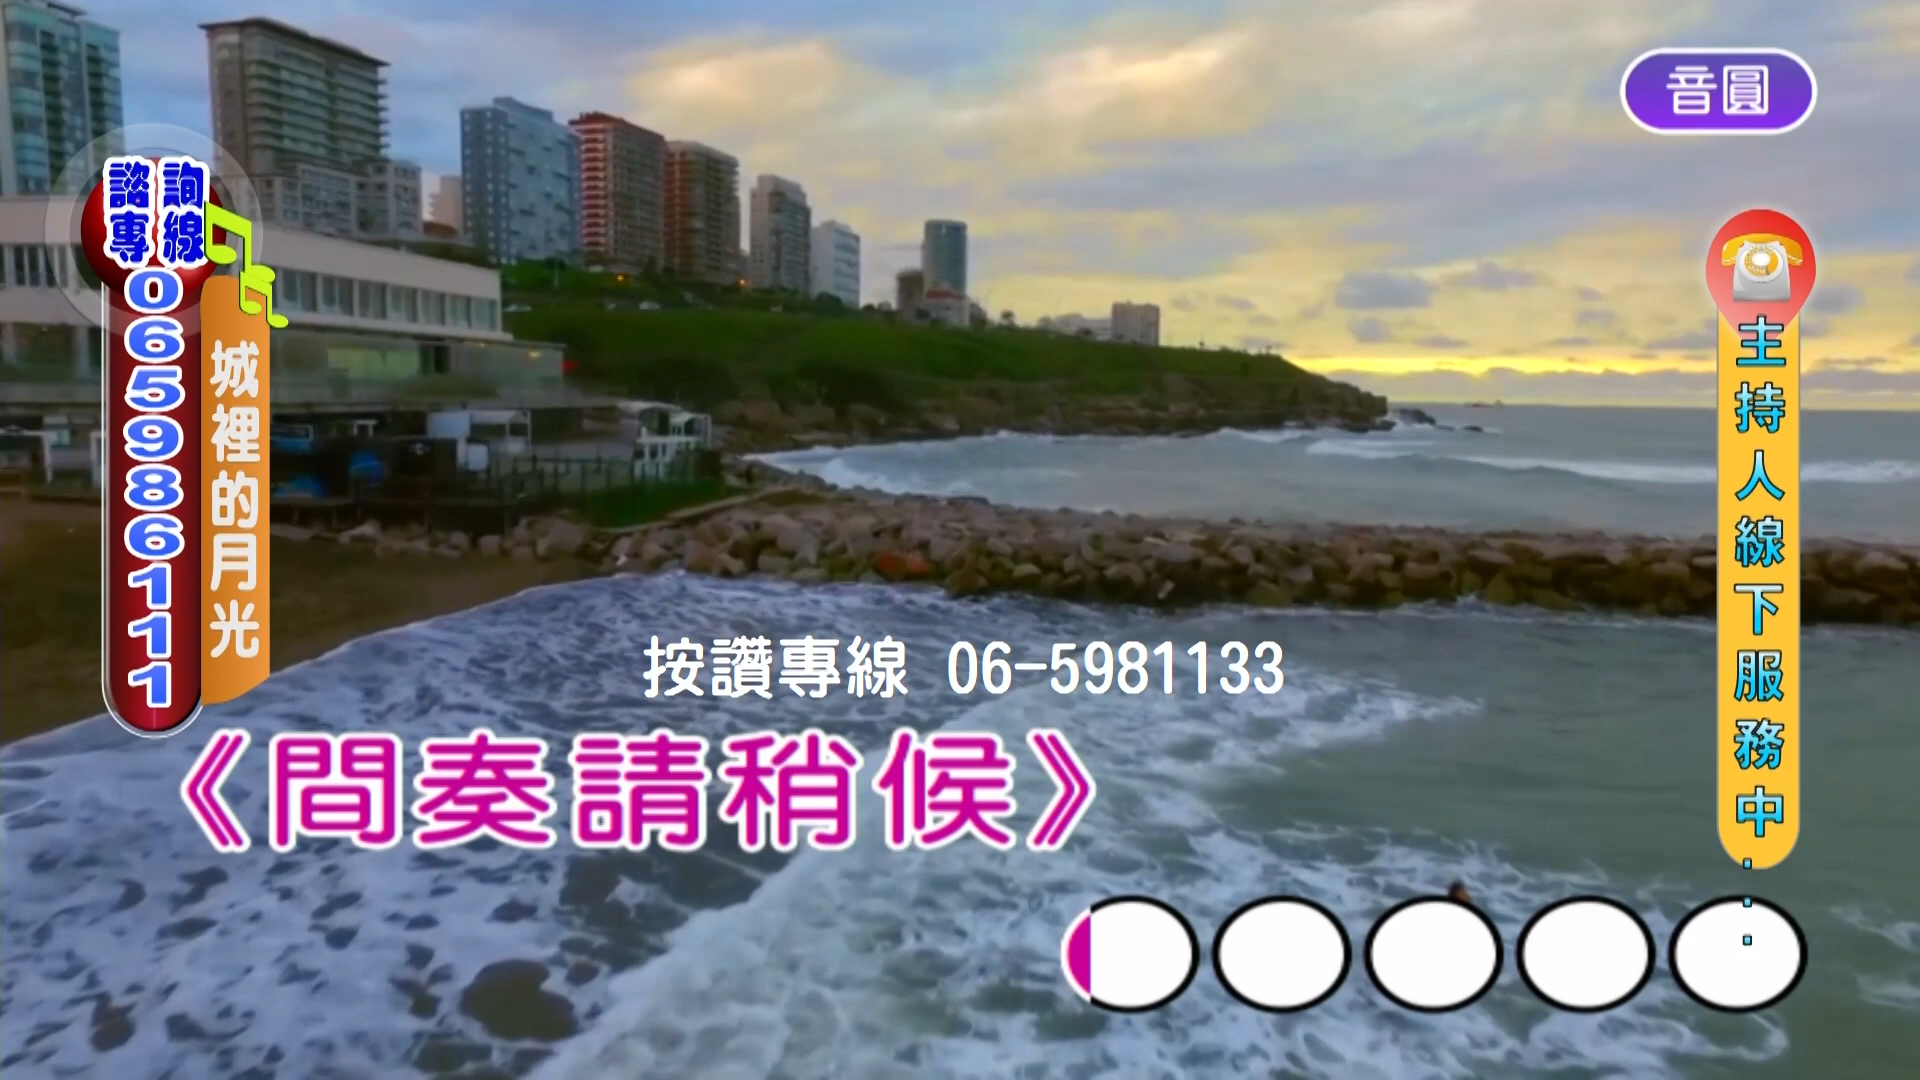 音圓
諮詢
專線
065986111
城裡的月光
主持人線下服務中...
按讚專線 06-5981133
《間奏請稍候》